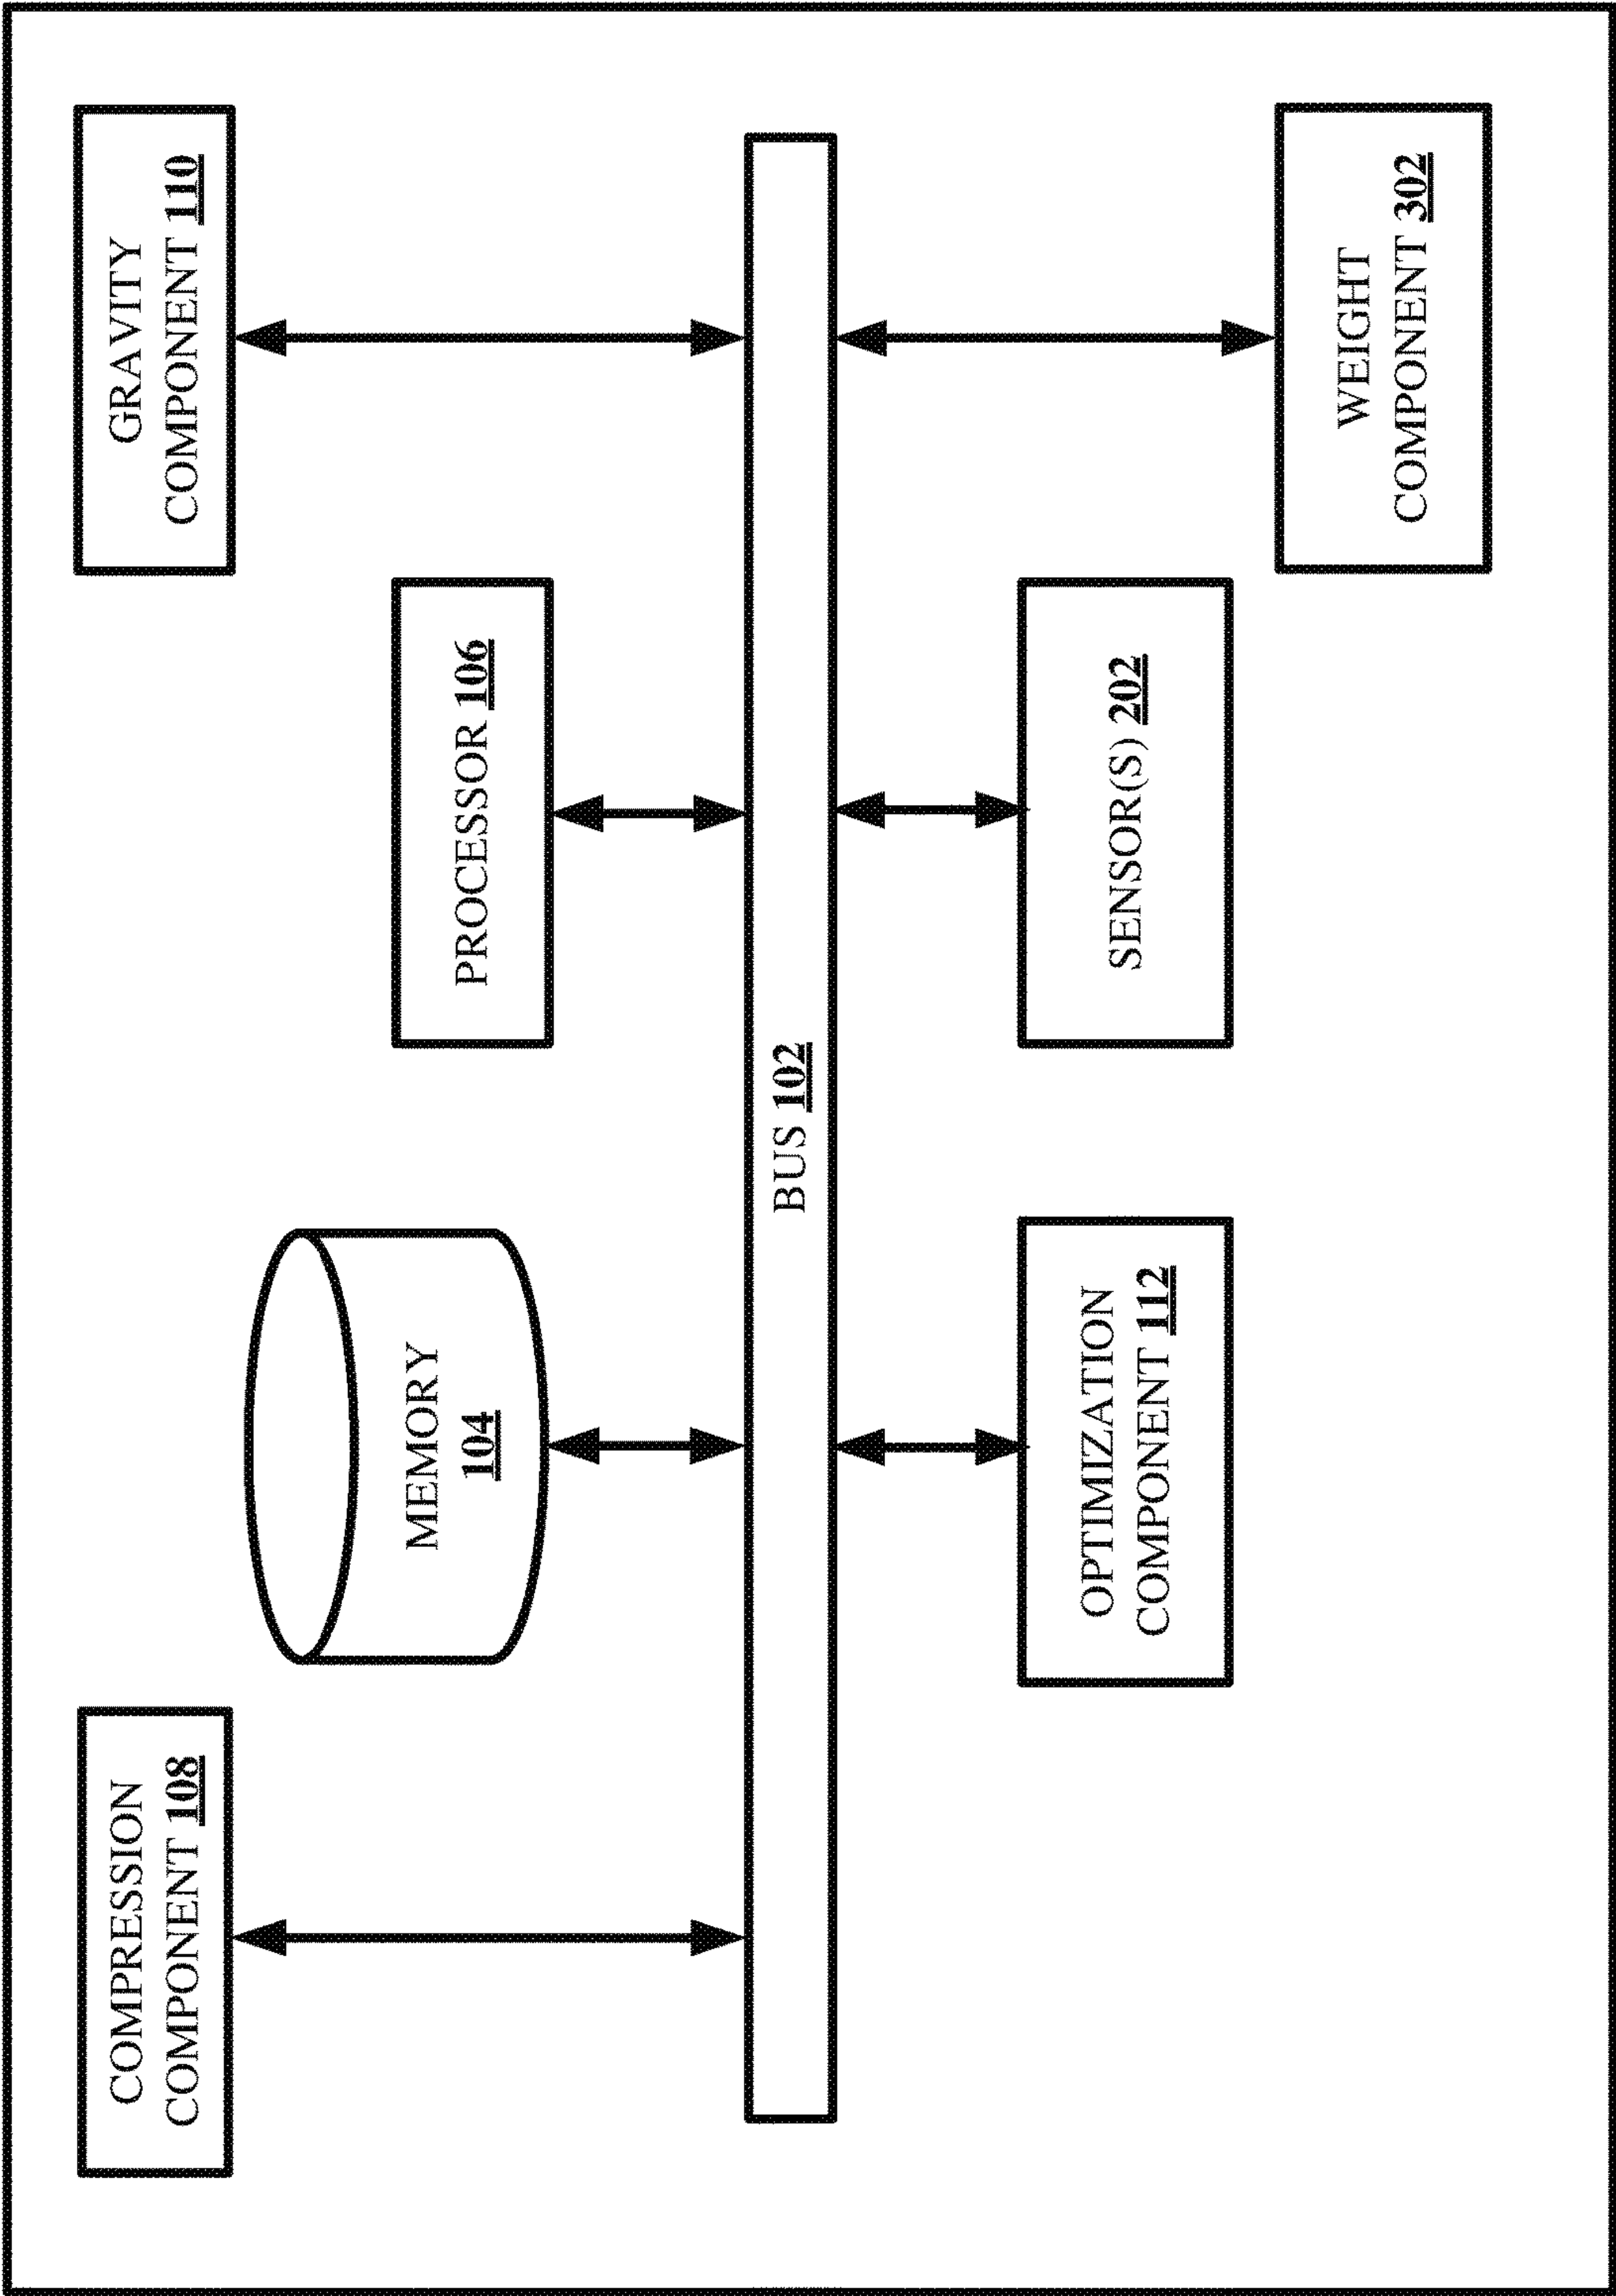 COMPRESSION
COMPONENT 108
GRAVITY
COMPONENT 110
MEMORY
104
PROCESSOR 106
BUS 102
OPTIMIZATION
COMPONENT 112
SENSOR(S) 202
WEIGHT
COMPONENT 302